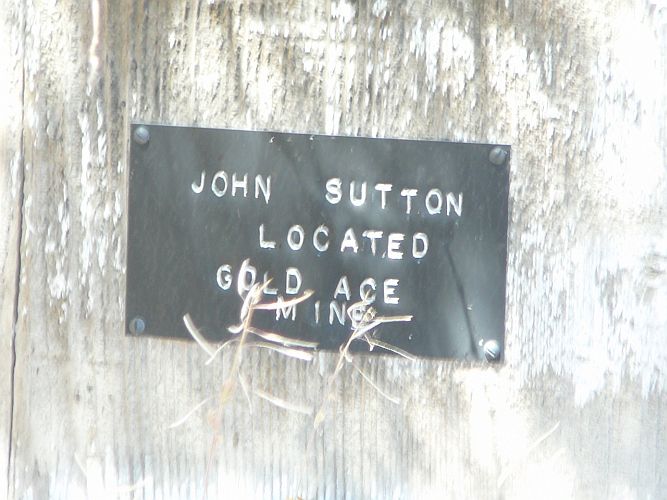 JOHN SUTTON
LOCATED
GOLD ACE
MINE